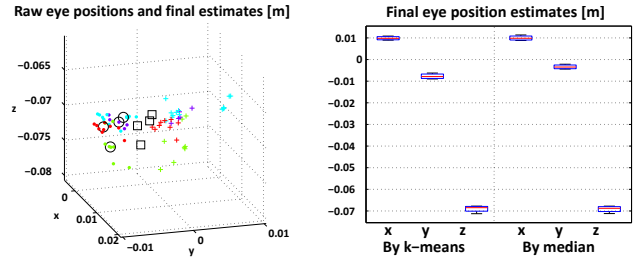 Raw eye positions and final estimates [m]
−0.065
−0.07
−0.075
−0.08
z
0
0.01
0.02
x
−0.01
0
0.01
y
Final eye position estimates [m]
0.01
0
−0.01
−0.02
−0.03
−0.04
−0.05
−0.06
−0.07
x y z x y z
By k−means By median